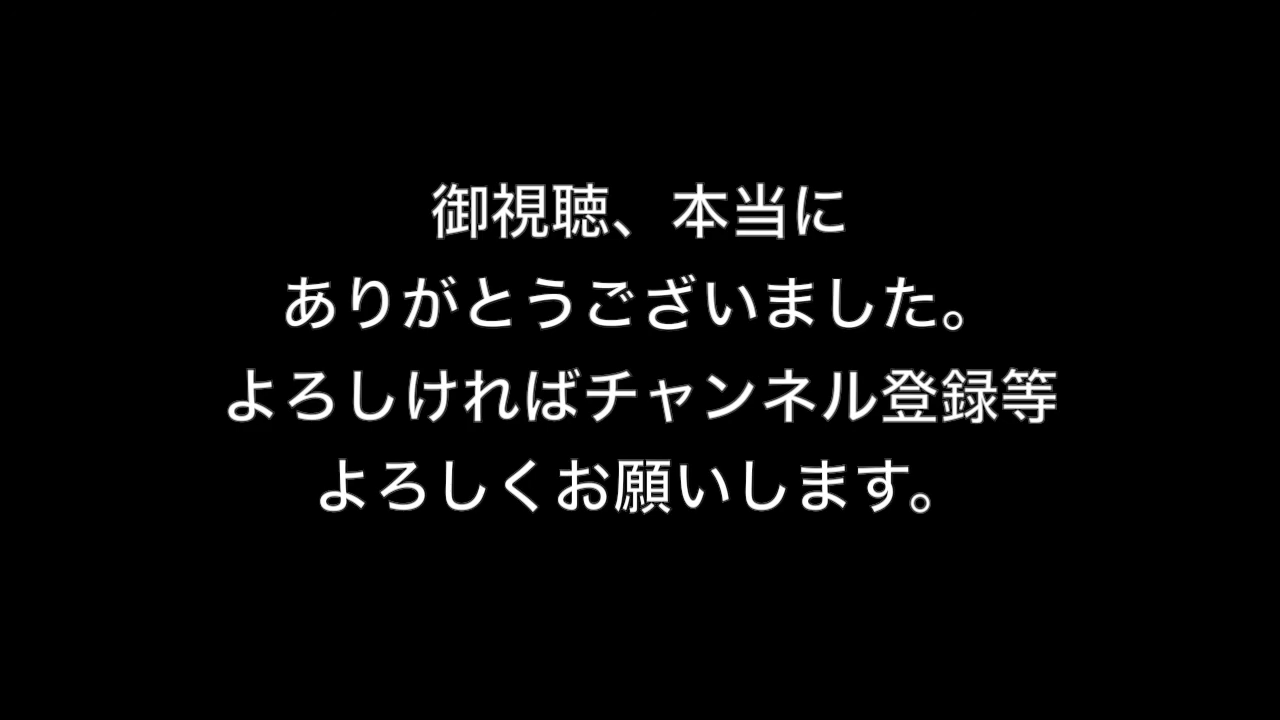 御視聴、本当に
ありがとうございました。
よろしければチャンネル登録等
よろしくお願いします。